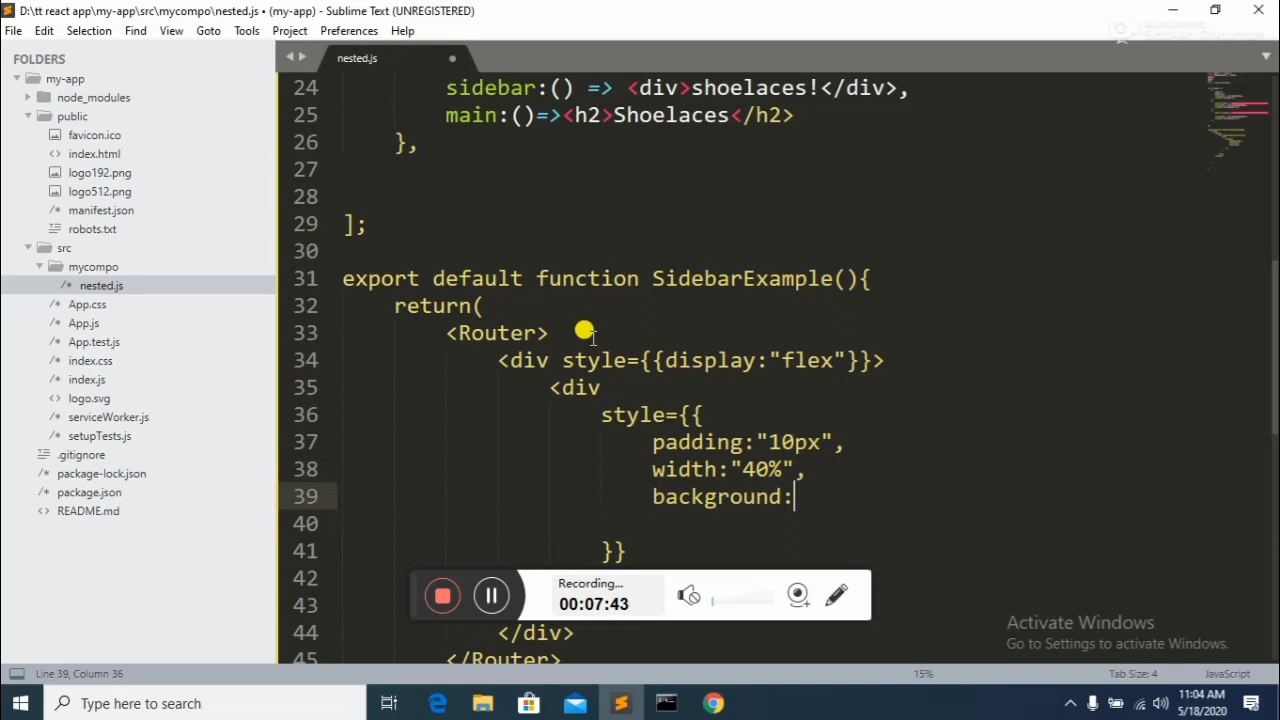 D:\tt react app\my-app\src\mycompo\nested.js • (my-app) - Sublime Text (UNREGISTERED)
File Edit Selection Find View Goto Tools Project Preferences Help
FOLDERS
my-app
node_modules
public
favicon.ico
index.html
logo192.png
logo512.png
manifest.json
robots.txt
src
mycompo
nested.js
App.css
App.js
App.test.js
index.css
index.js
logo.svg
serviceWorker.js
setupTests.js
.gitignore
package-lock.json
package.json
README.md
nested.js
24 sidebar:() => <div>shoelaces!</div>,
25 main:()=><h2>Shoelaces</h2>
26 },
27
28
29 ];
30
31 export default function SidebarExample(){
32 return(
33 <Router>
34 <div style={{display:"flex"}}>
35 <div
36 style={{
37 padding:"10px",
38 width:"40%",
39 background:
40
41 }}
42
43
44 </div>
45 </Router>
Recording...
00:07:43
Activate Windows
Go to Settings to activate Windows.
Line 39, Column 36
15%
Tab Size: 4
JavaScript
Type here to search
11:04 AM
5/18/2020